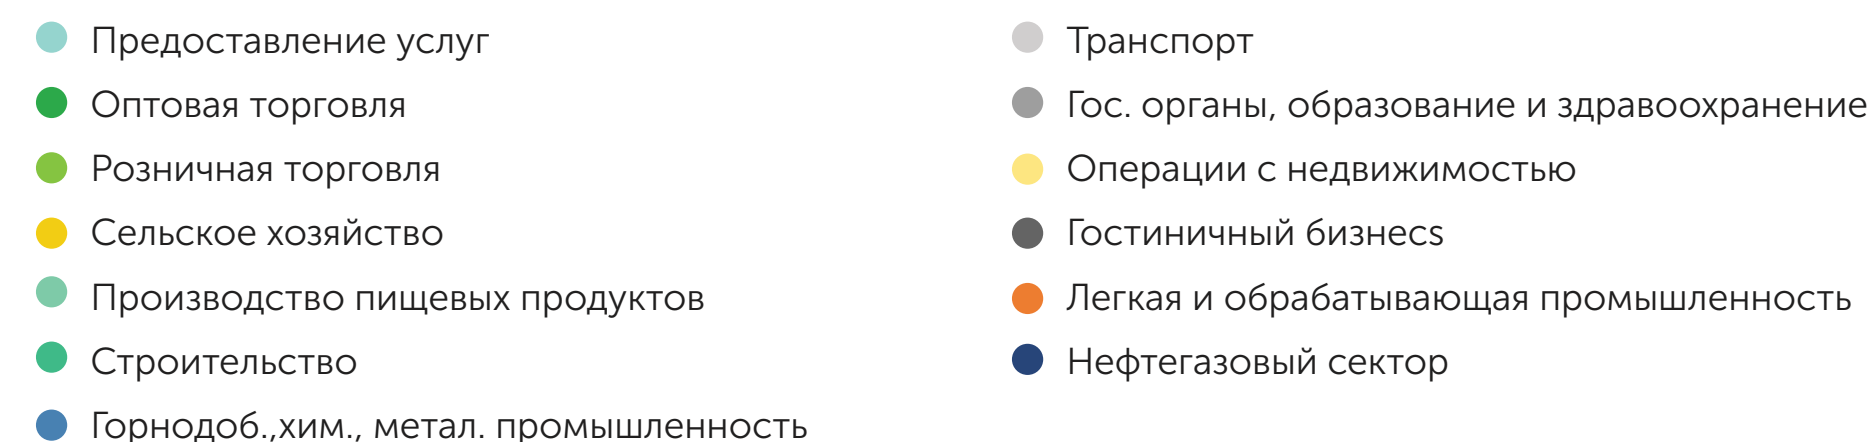 Предоставление услуг
Оптовая торговля
Розничная торговля
Сельское хозяйство
Производство пищевых продуктов
Строительство
Горнодоб.,хим., метал. промышленность
Транспорт
Гос. органы, образование и здравоохранение
Операции с недвижимостью
Гостиничный бизнесs
Легкая и обрабатывающая промышленность
Нефтегазовый сектор